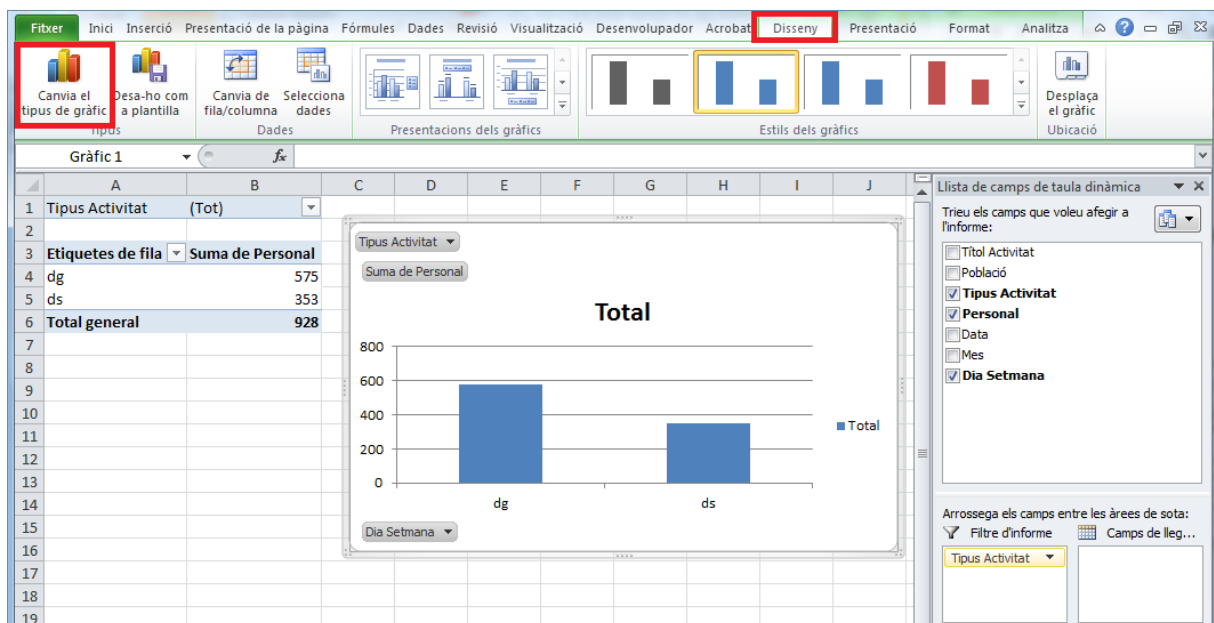 Fitxer Inici Inserció Presentació de la pàgina Fórmules Dades Revisió Visualització Desenvolupador Acrobat Disseny Presentació Format Analitza
Canvia el tipus de gràfic
Desa-ho com a plantilla
Canvia de fila/columna
Selecciona dades
Desplaça el gràfic
Tipus Dades Presentacions dels gràfics Estils dels gràfics Ubicació
Gràfic 1 fx
A B C D E F G H I J
1 Tipus Activitat (Tot)
2
3 Etiquetes de fila Suma de Personal
4 dg 575
5 ds 353
6 Total general 928
7
8
9
10
11
12
13
14
15
16
17
18
19
Tipus Activitat
Suma de Personal
Total
800
600
400
200
0
dg ds
Total
Dia Setmana
Llista de camps de taula dinàmica
Trieu els camps que voleu afegir a
l'informe:
Títol Activitat
Població
Tipus Activitat
Personal
Data
Mes
Dia Setmana
Arrossega els camps entre les àrees de sota:
Filtre d'informe Camps de lleg...
Tipus Activitat